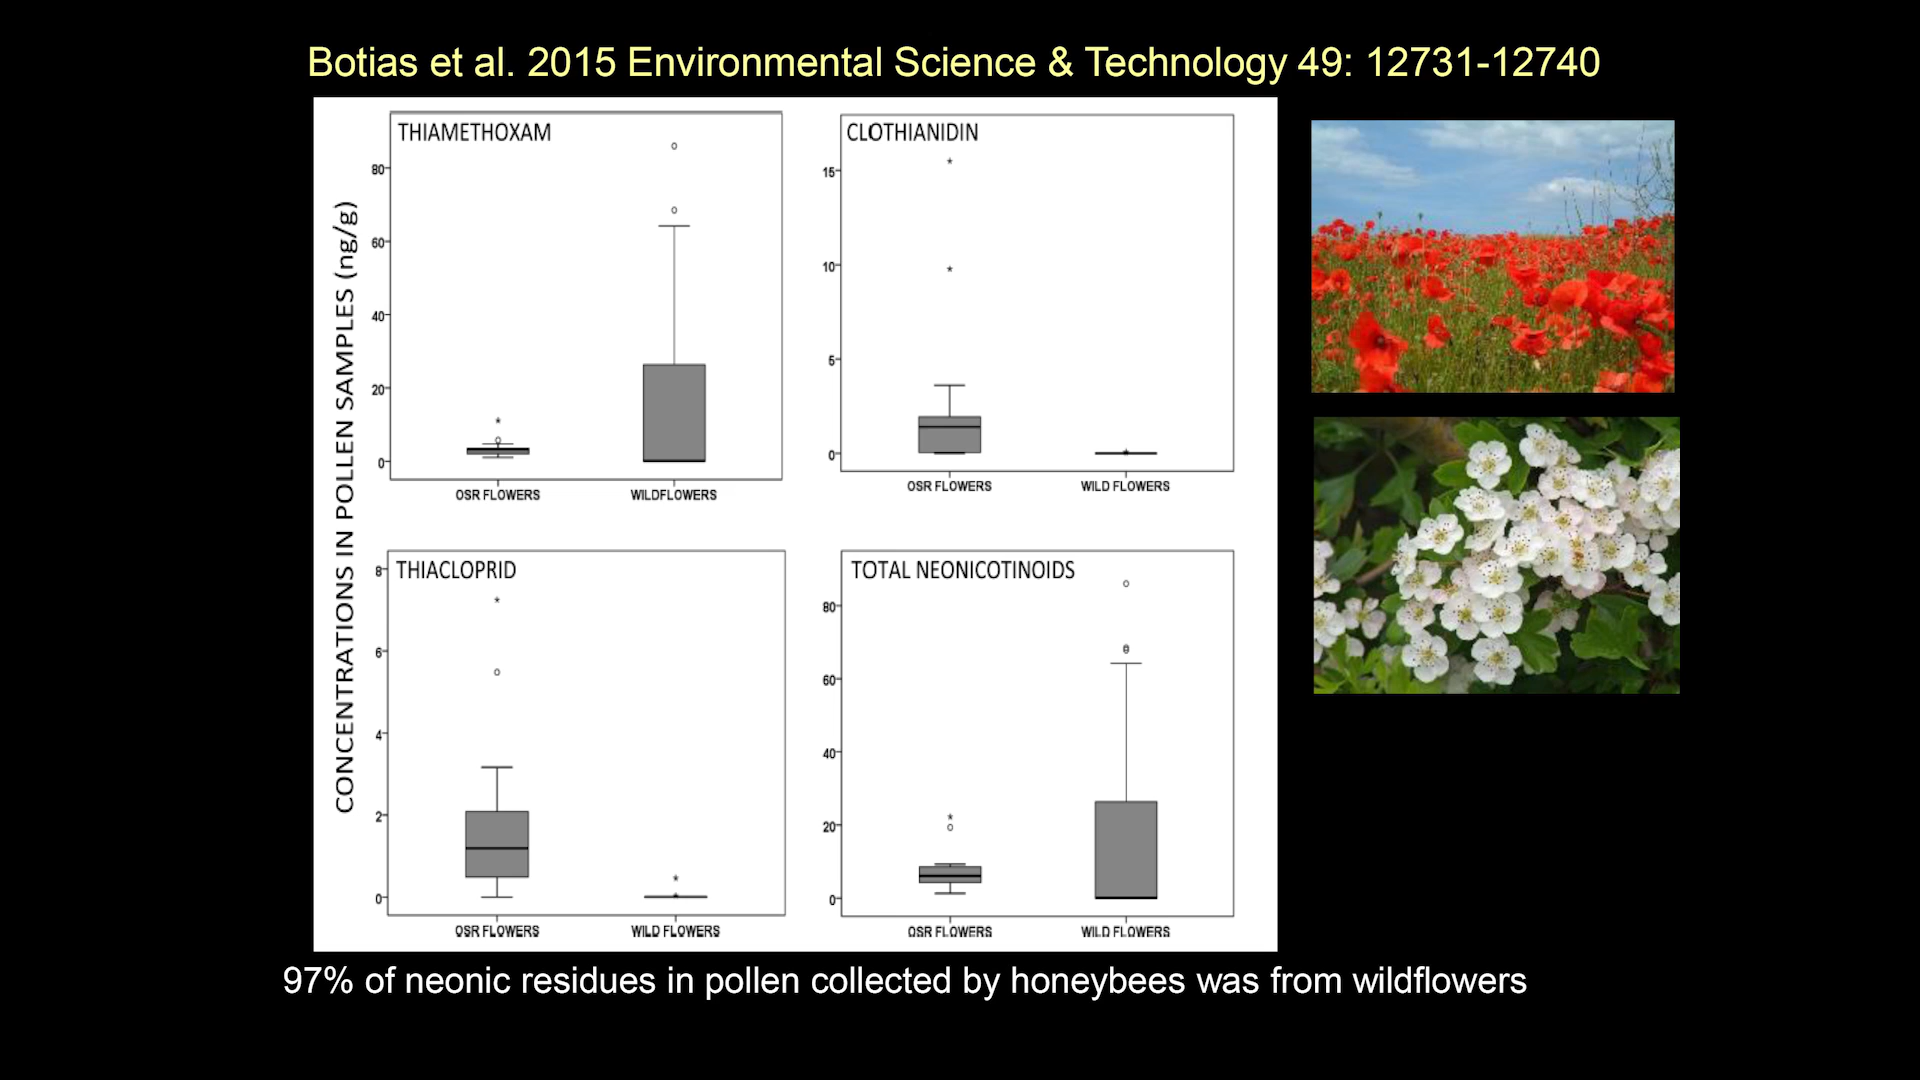 Botias et al. 2015 Environmental Science & Technology 49: 12731-12740
CONCENTRATIONS IN POLLEN SAMPLES (ng/g)
THIAMETHOXAM
80
60
40
20
0
OSR FLOWERS
WILDFLOWERS
CLOTHIANIDIN
15
10
5
0
OSR FLOWERS
WILD FLOWERS
THIACLOPRID
8
6
4
2
0
OSR FLOWERS
WILD FLOWERS
TOTAL NEONICOTINOIDS
80
60
40
20
0
OSR FLOWERS
WILD FLOWERS
97% of neonic residues in pollen collected by honeybees was from wildflowers